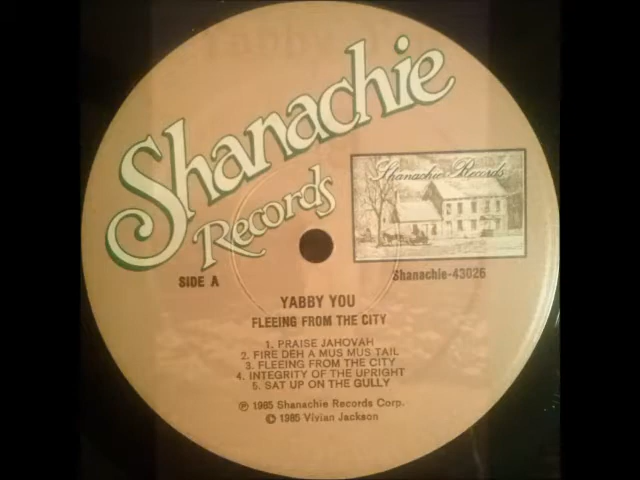 Shanachie
Records
Shanachie Records
SIDE A
Shanachie-43026
YABBY YOU
FLEEING FROM THE CITY
1. PRAISE JAHOVAH
2. FIRE DEH A MUS MUS TAIL
3. FLEEING FROM THE CITY
4. INTEGRITY OF THE UPRIGHT
5. SAT UP ON THE GULLY
℗ 1985 Shanachie Records Corp.
© 1985 Vivian Jackson